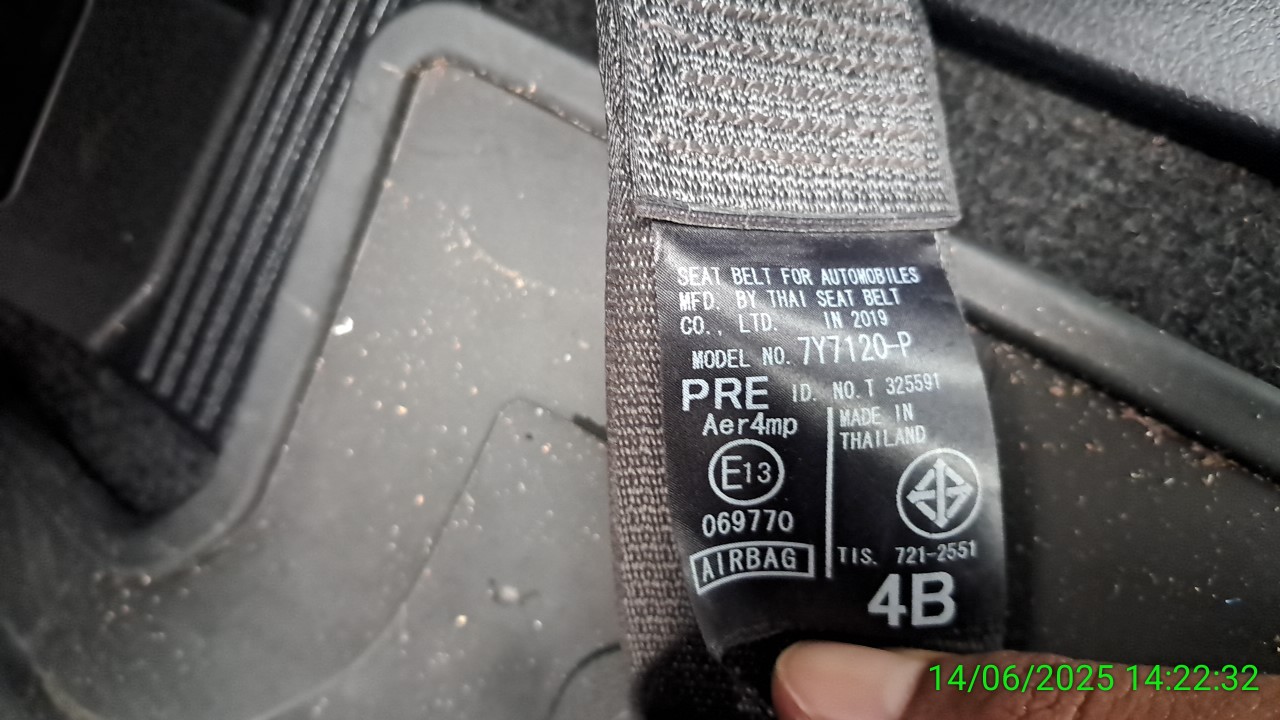 SEAT BELT FOR AUTOMOBILES
MFD. BY THAI SEAT BELT
CO., LTD. IN 2019
MODEL NO. 7Y7120-P
PRE ID. NO. T 325591
Aer4mp
MADE IN
THAILAND
E13
069770
AIRBAG
TIS. 721-2551
4B
14/06/2025 14:22:32